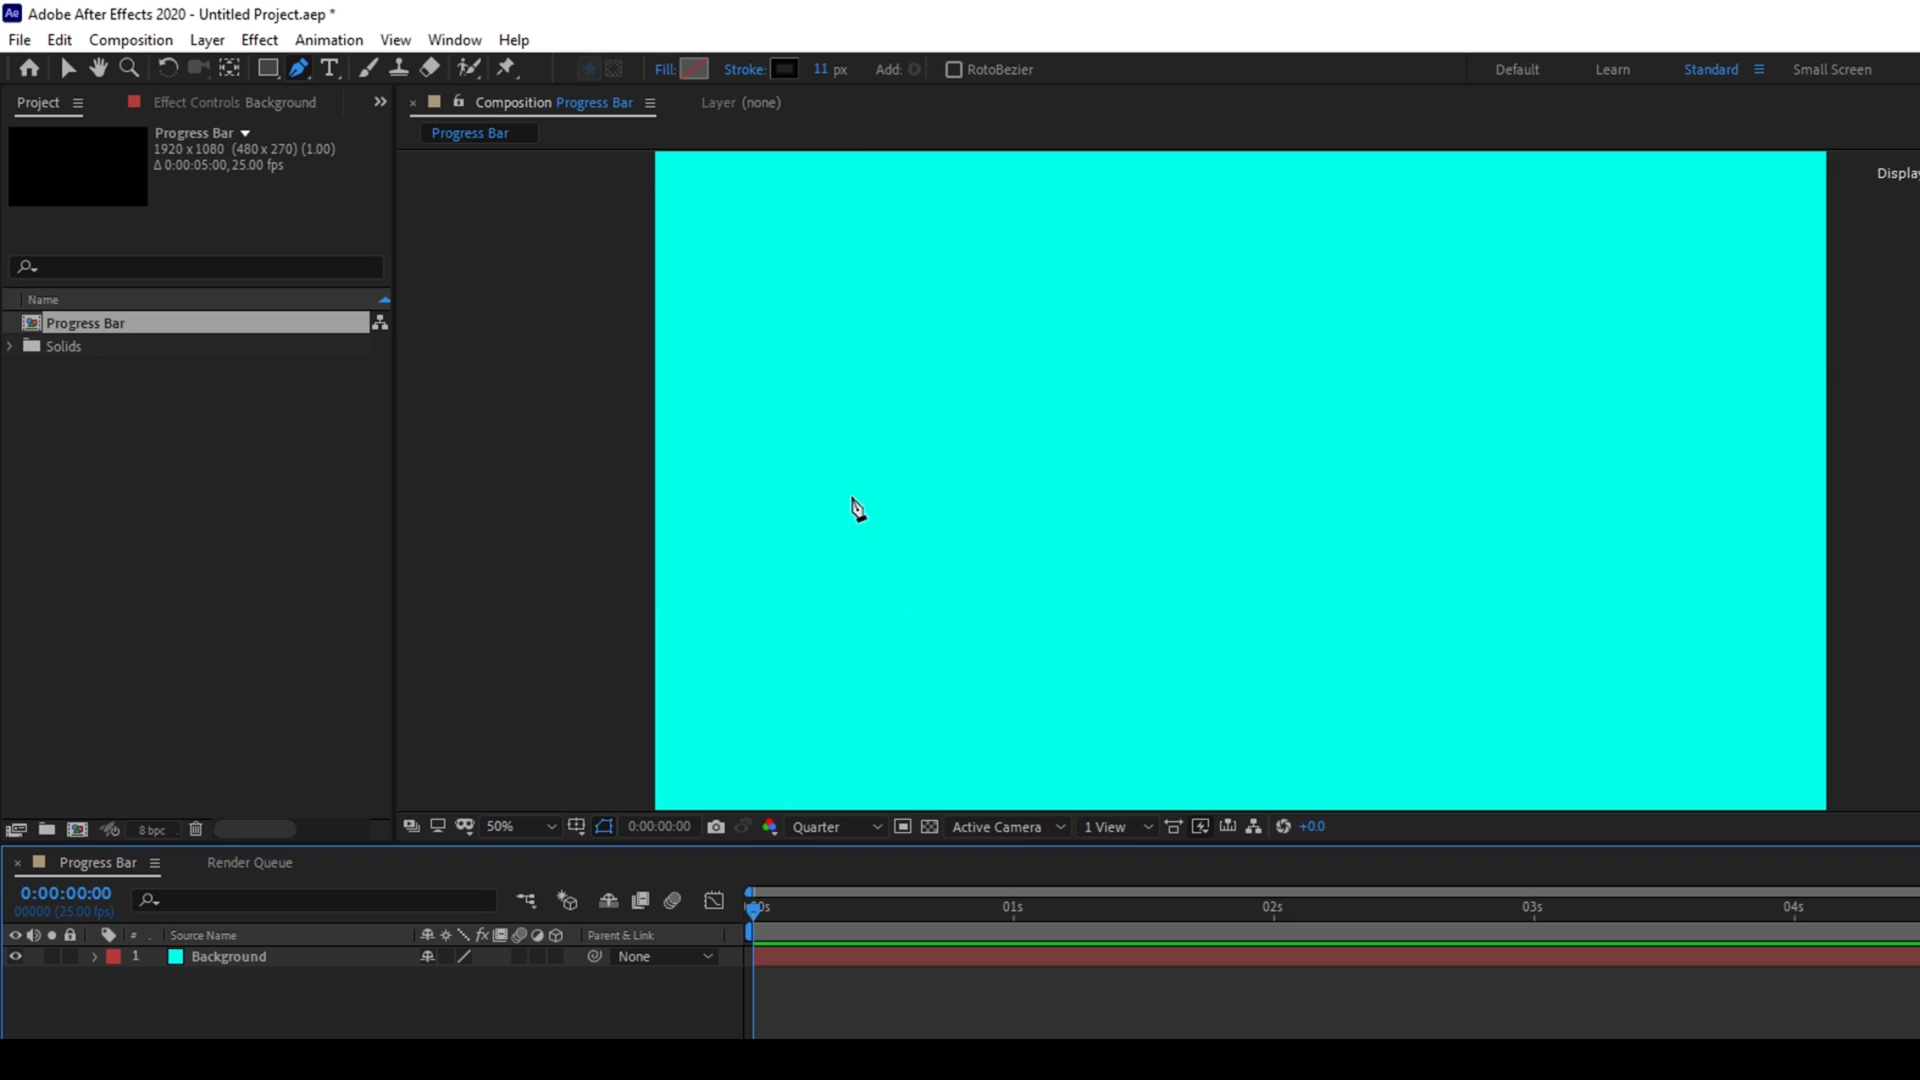 Ae Adobe After Effects 2020 - Untitled Project.aep *
File Edit Composition Layer Effect Animation View Window Help
T Fill: Stroke: 11 px Add: RotoBezier Default Learn Standard Small Screen
Project Effect Controls Background » × Composition Progress Bar Layer (none)
Progress Bar
1920 x 1080 (480 x 270) (1.00)
Δ 0:00:05:00, 25.00 fps
Progress Bar
Displa
Name
Progress Bar
Solids
8 bpc
50% 0:00:00:00 Quarter Active Camera 1 View +0.0
× Progress Bar Render Queue
0:00:00:00
00000 (25.00 fps)
01s 02s 03s 04s
# . Source Name fx Parent & Link
1 Background None